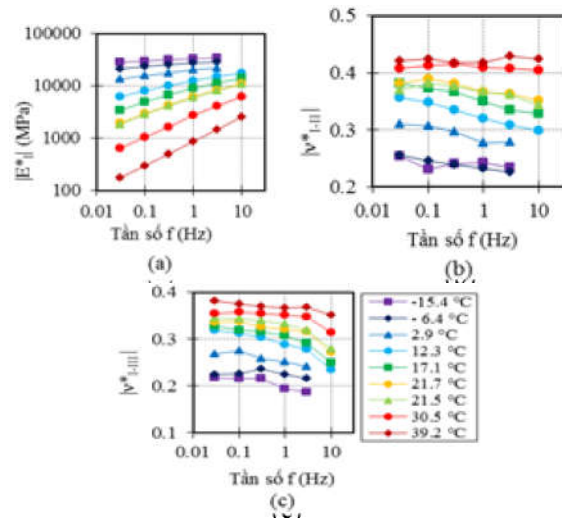 (a)
100000
10000
1000
100
|E*I| (MPa)
0.01 0.1 1 10
Tần số f (Hz)
(a)
0.5
0.4
0.3
0.2
|ν*I-II|
0.01 0.1 1 10
Tần số f (Hz)
(b)
0.4
0.3
0.2
0.1
|ν*I-III|
0.01 0.1 1 10
Tần số f (Hz)
(c)
-15.4 °C
- 6.4 °C
2.9 °C
12.3 °C
17.1 °C
21.7 °C
21.5 °C
30.5 °C
39.2 °C